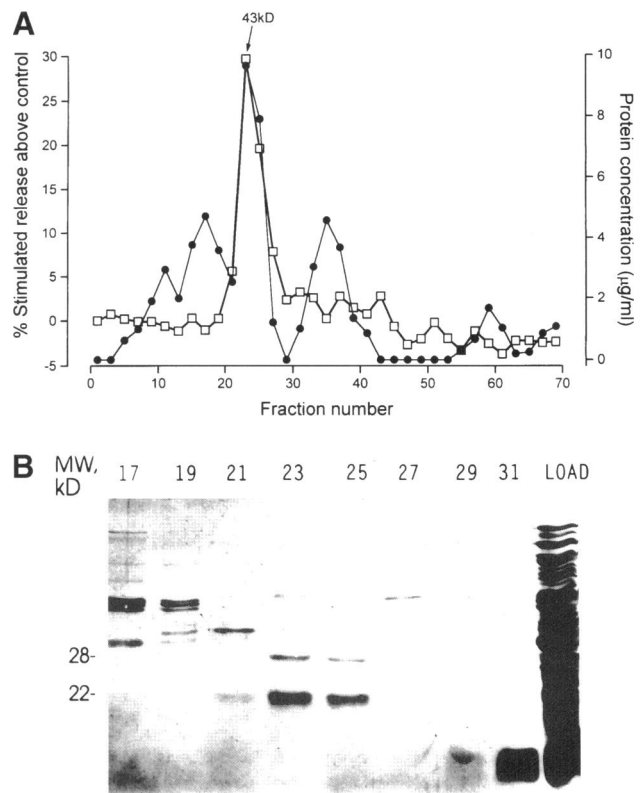 A
43kD
30
25
20
15
10
5
0
-5
% Stimulated release above control
10
8
6
4
2
0
Protein concentration (µg/ml)
0 10 20 30 40 50 60 70
Fraction number
B
MW, kD
17 19 21 23 25 27 29 31 LOAD
28-
22-